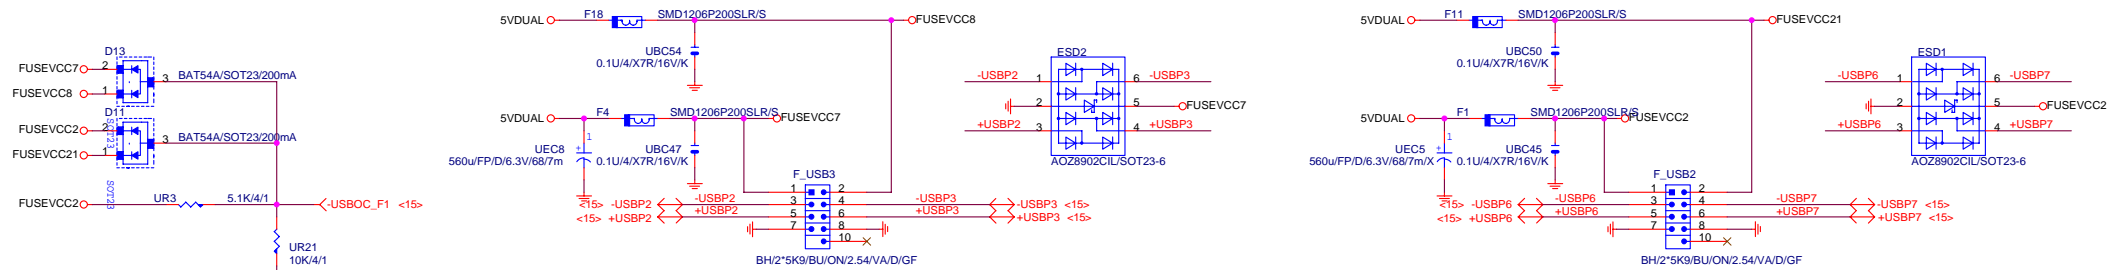 D13
FUSEVCC7
2
3
BAT54A/SOT23/200mA
FUSEVCC8
1
D11
SOT23
FUSEVCC2
2
3
BAT54A/SOT23/200mA
FUSEVCC21
1
SOT23
FUSEVCC2
UR3
5.1K/4/1
-USBOC_F1 <15>
UR21
10K/4/1
5VDUAL
F18
SMD1206P200SLR/S
FUSEVCC8
UBC54
0.1U/4/X7R/16V/K
5VDUAL
F4
SMD1206P200SLR/S
FUSEVCC7
1
+
UEC8
560u/FP/D/6.3V/68/7m
UBC47
0.1U/4/X7R/16V/K
F_USB3
1
2
<15> -USBP2
-USBP2
3
4
-USBP3
-USBP3 <15>
<15> +USBP2
+USBP2
5
6
+USBP3
+USBP3 <15>
7
8
10
BH/2*5K9/BU/ON/2.54/VA/D/GF
ESD2
-USBP2
1
6
-USBP3
2
5
FUSEVCC7
+USBP2
3
4
+USBP3
AOZ8902CIL/SOT23-6
5VDUAL
F11
SMD1206P200SLR/S
FUSEVCC21
UBC50
0.1U/4/X7R/16V/K
5VDUAL
F1
SMD1206P200SLR/S
FUSEVCC2
1
+
UEC5
560u/FP/D/6.3V/68/7m/X
UBC45
0.1U/4/X7R/16V/K
F_USB2
1
2
<15> -USBP6
-USBP6
3
4
-USBP7
-USBP7 <15>
<15> +USBP6
+USBP6
5
6
+USBP7
+USBP7 <15>
7
8
10
BH/2*5K9/BU/ON/2.54/VA/D/GF
ESD1
-USBP6
1
6
-USBP7
2
5
FUSEVCC2
+USBP6
3
4
+USBP7
AOZ8902CIL/SOT23-6